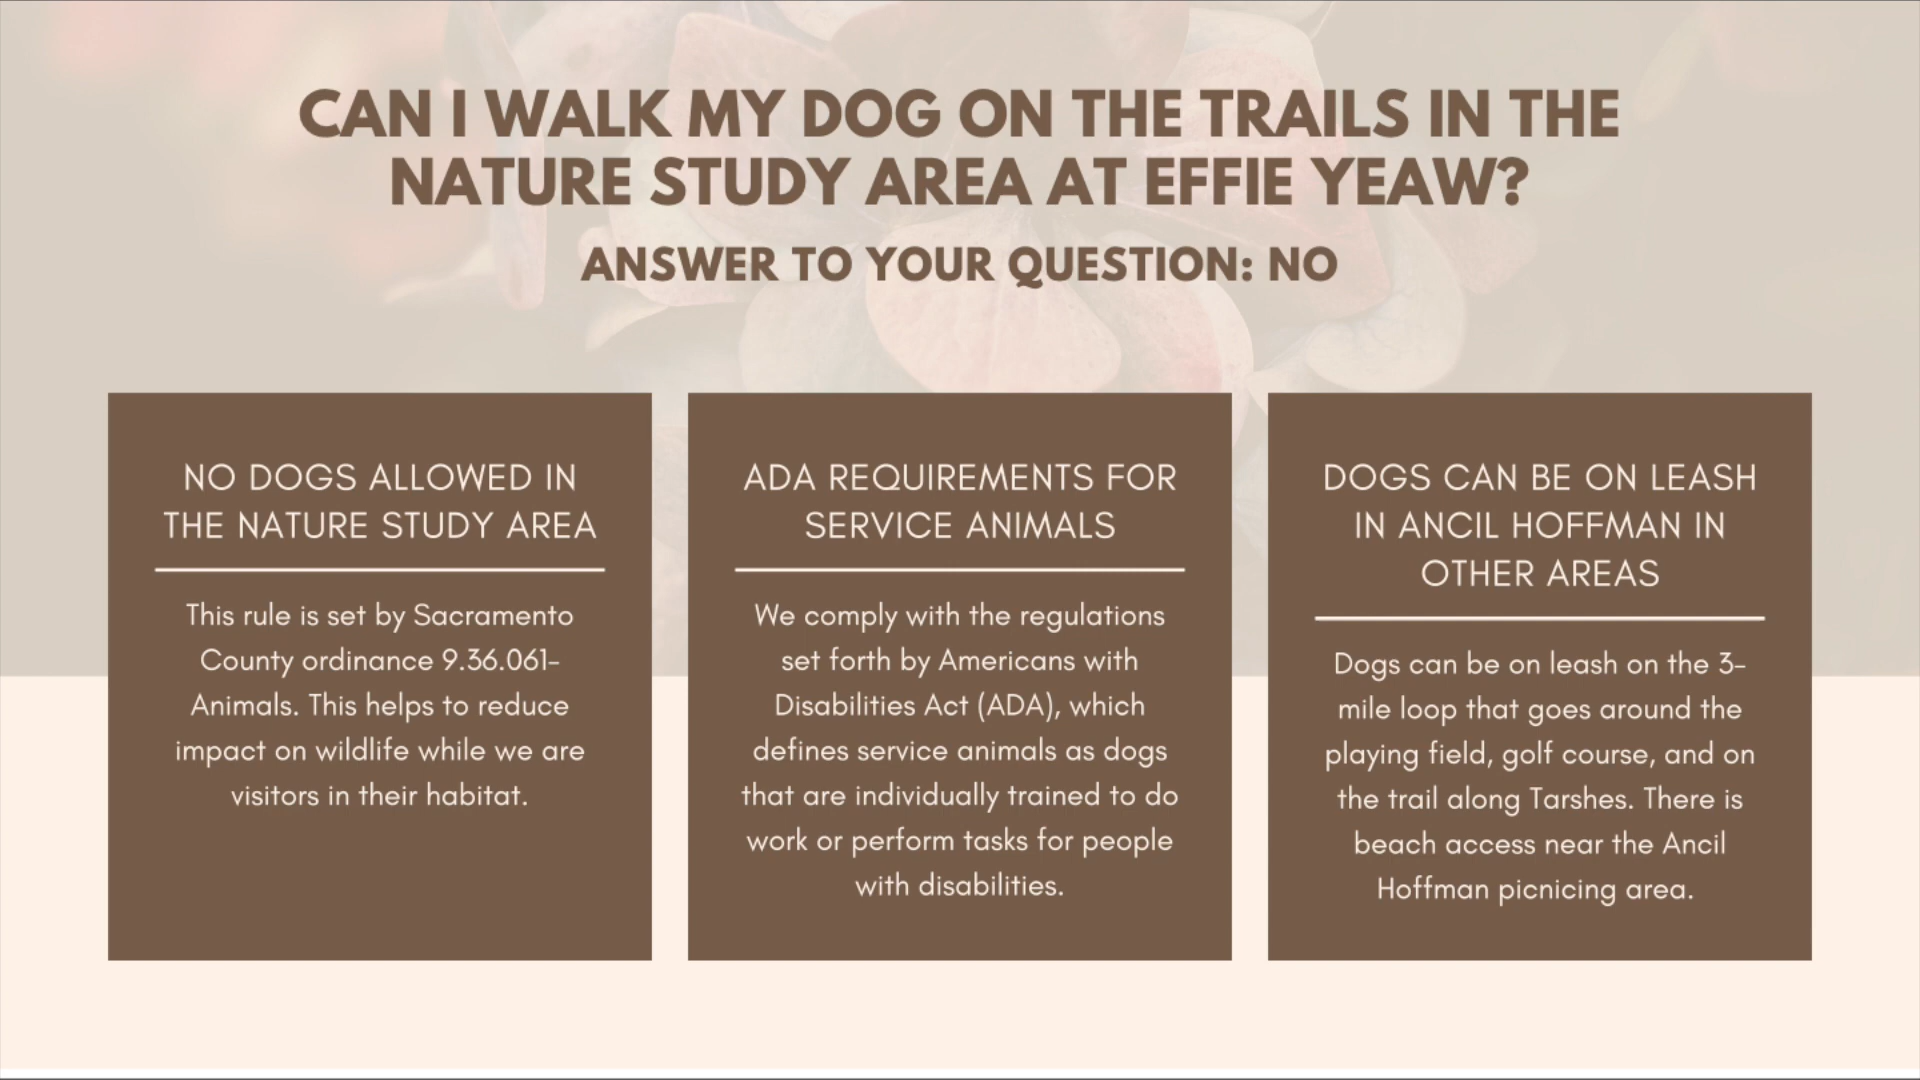 CAN I WALK MY DOG ON THE TRAILS IN THE
NATURE STUDY AREA AT EFFIE YEAW?
ANSWER TO YOUR QUESTION: NO
NO DOGS ALLOWED IN
THE NATURE STUDY AREA
This rule is set by Sacramento
County ordinance 9.36.061-
Animals. This helps to reduce
impact on wildlife while we are
visitors in their habitat.
ADA REQUIREMENTS FOR
SERVICE ANIMALS
We comply with the regulations
set forth by Americans with
Disabilities Act (ADA), which
defines service animals as dogs
that are individually trained to do
work or perform tasks for people
with disabilities.
DOGS CAN BE ON LEASH
IN ANCIL HOFFMAN IN
OTHER AREAS
Dogs can be on leash on the 3-
mile loop that goes around the
playing field, golf course, and on
the trail along Tarshes. There is
beach access near the Ancil
Hoffman picnicing area.